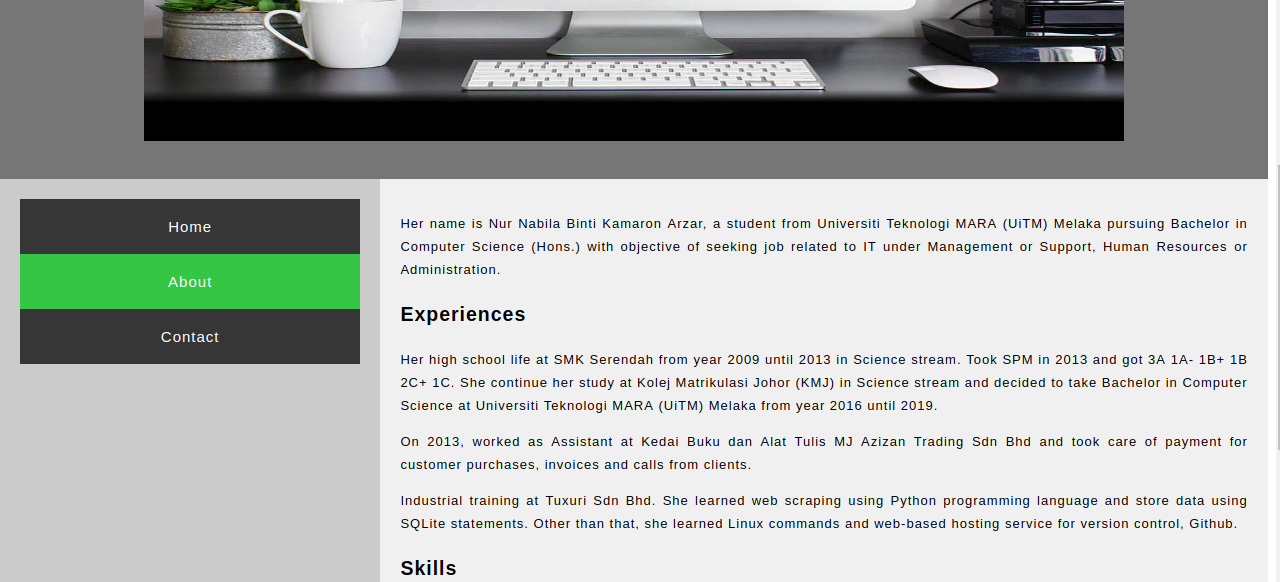 Home
About
Contact
Her name is Nur Nabila Binti Kamaron Arzar, a student from Universiti Teknologi MARA (UiTM) Melaka pursuing Bachelor in
Computer Science (Hons.) with objective of seeking job related to IT under Management or Support, Human Resources or
Administration.
Experiences
Her high school life at SMK Serendah from year 2009 until 2013 in Science stream. Took SPM in 2013 and got 3A 1A- 1B+ 1B
2C+ 1C. She continue her study at Kolej Matrikulasi Johor (KMJ) in Science stream and decided to take Bachelor in Computer
Science at Universiti Teknologi MARA (UiTM) Melaka from year 2016 until 2019.
On 2013, worked as Assistant at Kedai Buku dan Alat Tulis MJ Azizan Trading Sdn Bhd and took care of payment for
customer purchases, invoices and calls from clients.
Industrial training at Tuxuri Sdn Bhd. She learned web scraping using Python programming language and store data using
SQLite statements. Other than that, she learned Linux commands and web-based hosting service for version control, Github.
Skills